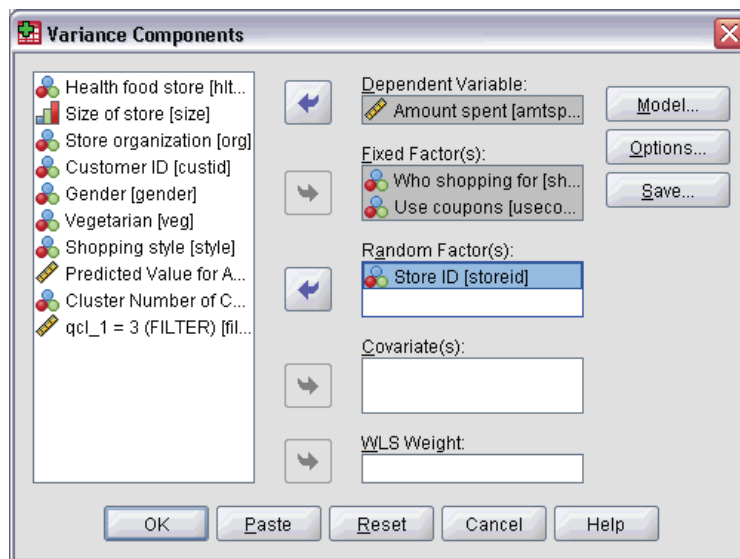 Variance Components
Health food store [hlt...
Size of store [size]
Store organization [org]
Customer ID [custid]
Gender [gender]
Vegetarian [veg]
Shopping style [style]
Predicted Value for A...
Cluster Number of C...
qcl_1 = 3 (FILTER) [fil...
Dependent Variable:
Amount spent [amtsp...
Fixed Factor(s):
Who shopping for [sh...
Use coupons [useco...
Random Factor(s):
Store ID [storeid]
Covariate(s):
WLS Weight:
Model...
Options...
Save...
OK
Paste
Reset
Cancel
Help